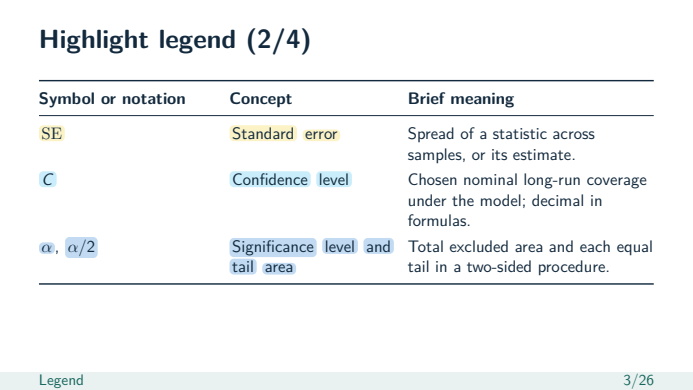 Highlight legend (2/4)
Symbol or notation Concept Brief meaning
SE Standard error Spread of a statistic across
samples, or its estimate.
C Confidence level Chosen nominal long-run coverage
under the model; decimal in
formulas.
α, α/2 Significance level and Total excluded area and each equal
tail area tail in a two-sided procedure.
Legend 3/26